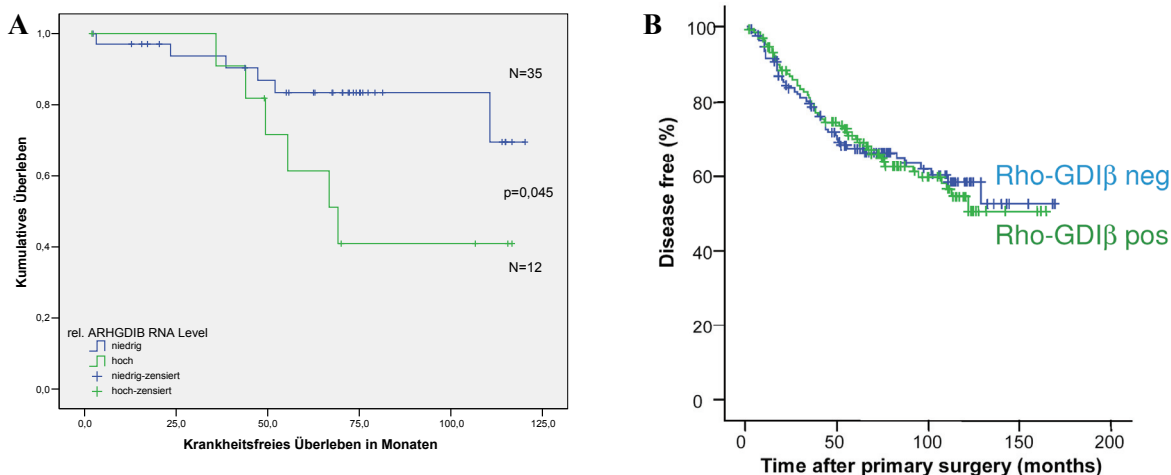 A
Kumulatives Überleben
1,0
0,8
0,6
0,4
0,2
0,0
N=35
p=0,045
N=12
rel. ARHGDIB RNA Level
niedrig
hoch
niedrig-zensiert
hoch-zensiert
,0 25,0 50,0 75,0 100,0 125,0
Krankheitsfreies Überleben in Monaten
B
Disease free (%)
100
80
60
40
20
0
Rho-GDIβ neg
Rho-GDIβ pos
0 50 100 150 200
Time after primary surgery (months)